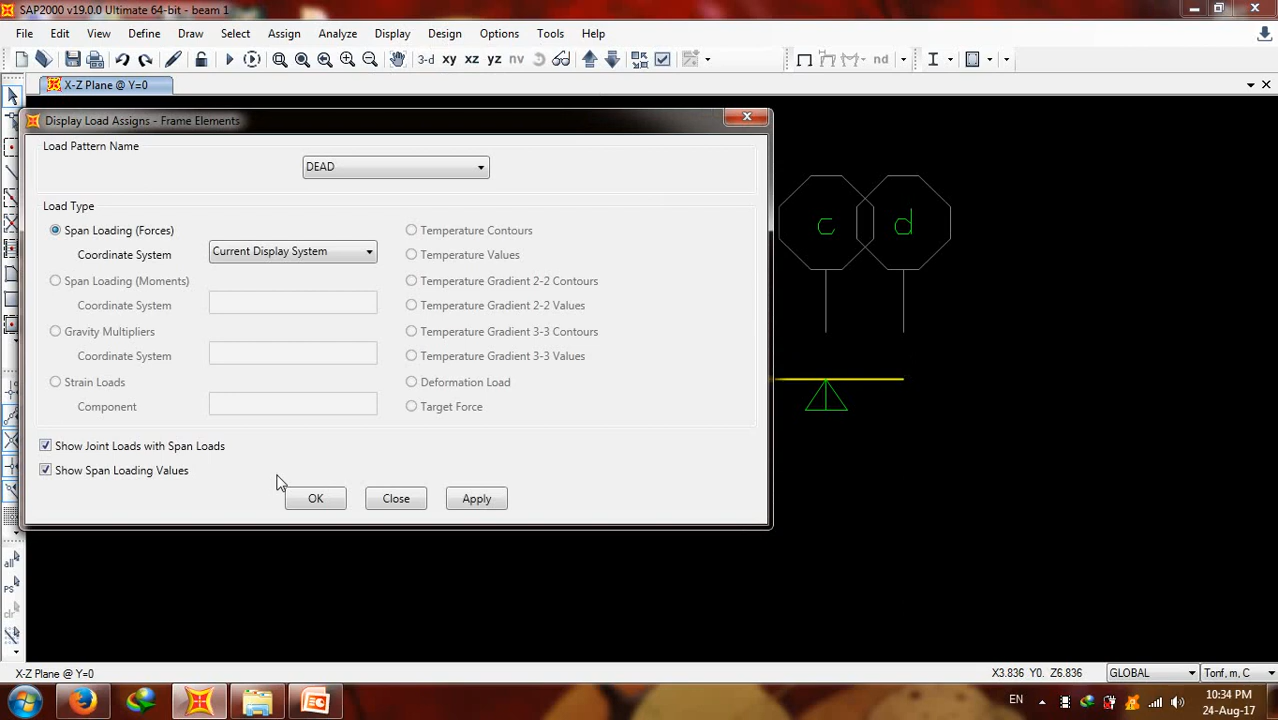 SAP2000 v19.0.0 Ultimate 64-bit - beam 1
File Edit View Define Draw Select Assign Analyze Display Design Options Tools Help
3-d xy xz yz nv nd
X-Z Plane @ Y=0
Display Load Assigns - Frame Elements
Load Pattern Name
DEAD
Load Type
Span Loading (Forces)
Coordinate System Current Display System
Span Loading (Moments)
Coordinate System
Gravity Multipliers
Coordinate System
Strain Loads
Component
Temperature Contours
Temperature Values
Temperature Gradient 2-2 Contours
Temperature Gradient 2-2 Values
Temperature Gradient 3-3 Contours
Temperature Gradient 3-3 Values
Deformation Load
Target Force
Show Joint Loads with Span Loads
Show Span Loading Values
OK Close Apply
c d
all
PS
clr
X-Z Plane @ Y=0
X3.836 Y0. Z6.836 GLOBAL Tonf, m, C
EN
10:34 PM
24-Aug-17